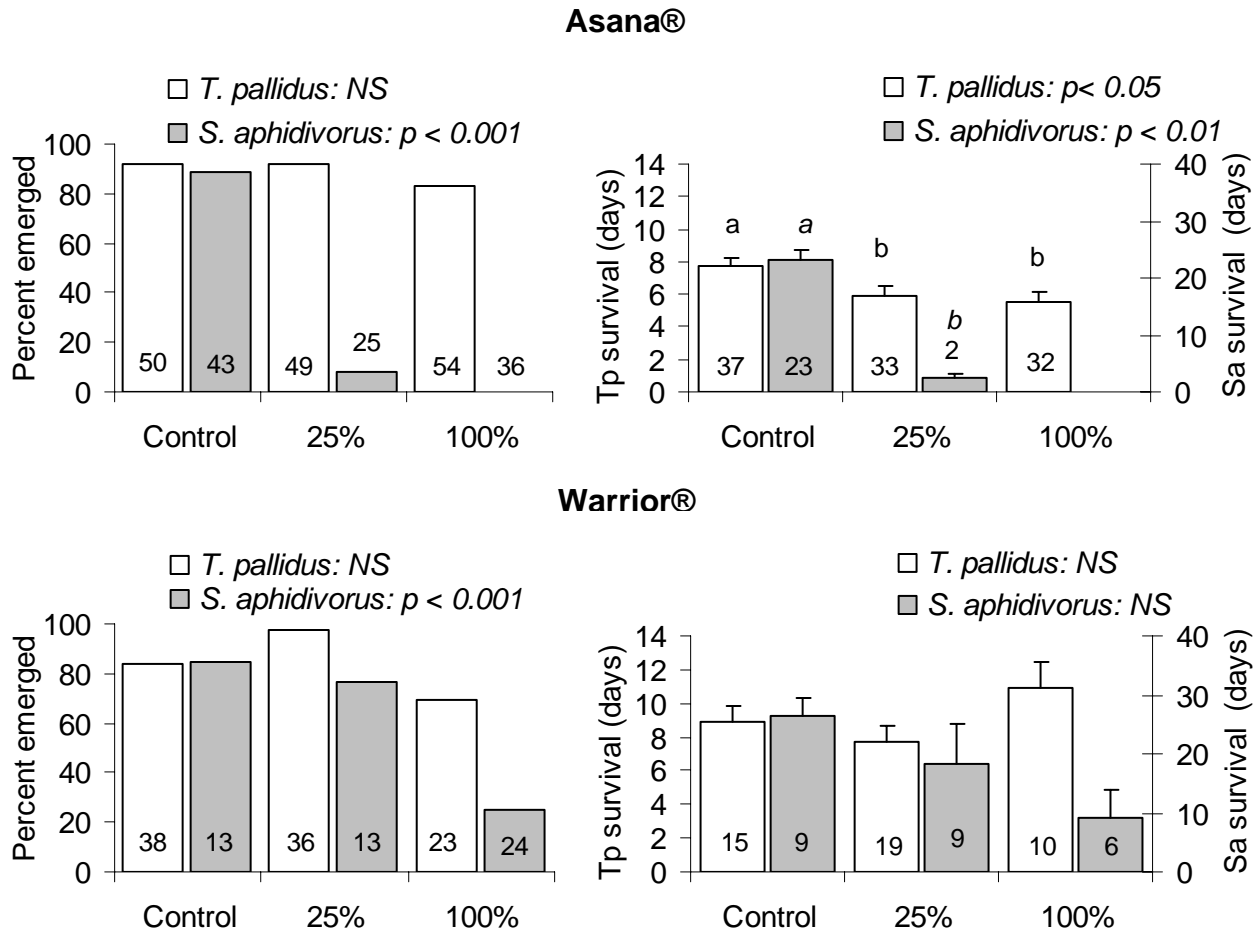 Asana®
T. pallidus: NS
S. aphidivorus: p < 0.001
Percent emerged
100
80
60
40
20
0
50 43 49 25 54 36
Control 25% 100%
T. pallidus: p< 0.05
S. aphidivorus: p < 0.01
Tp survival (days)
14
12
10
8
6
4
2
0
a a b b b
37 23 33 2 32
40
30
20
10
0
Sa survival (days)
Control 25% 100%
Warrior®
T. pallidus: NS
S. aphidivorus: p < 0.001
Percent emerged
100
80
60
40
20
0
38 13 36 13 23 24
Control 25% 100%
T. pallidus: NS
S. aphidivorus: NS
Tp survival (days)
14
12
10
8
6
4
2
0
15 9 19 9 10 6
40
30
20
10
0
Sa survival (days)
Control 25% 100%